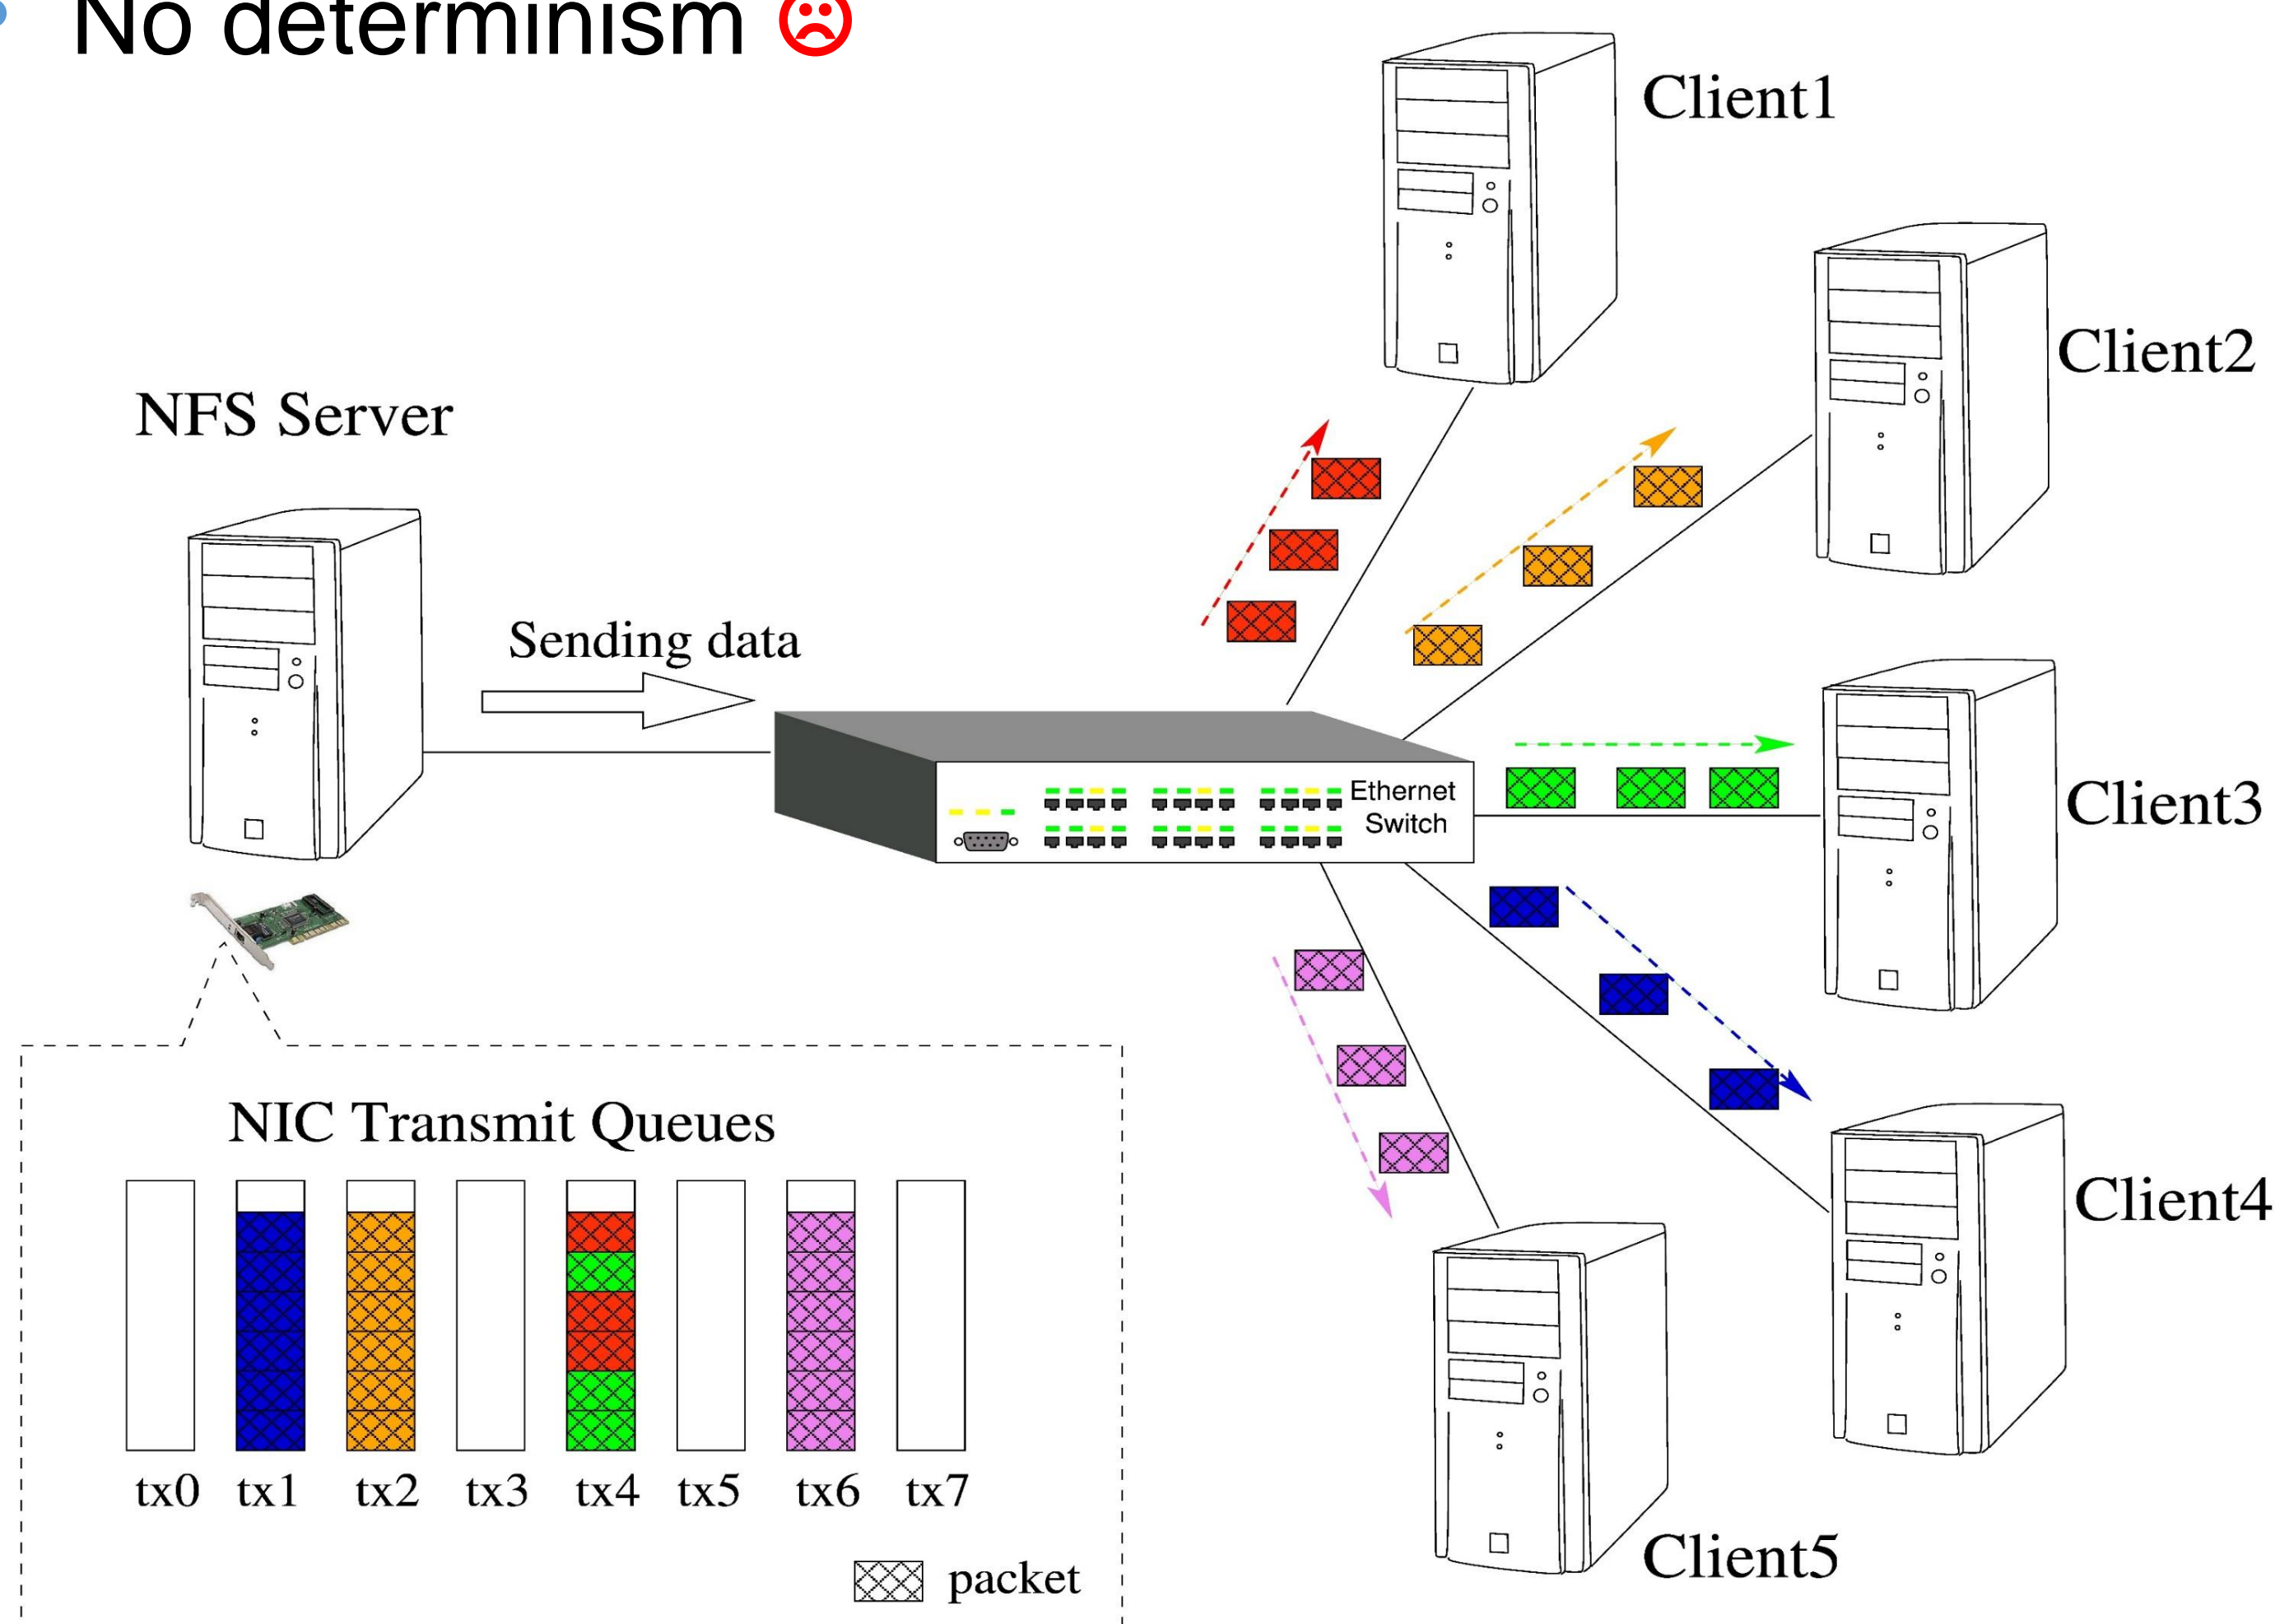 No determinism
Client1
Client2
NFS Server
Sending data
Ethernet
Switch
Client3
Client4
NIC Transmit Queues
tx0 tx1 tx2 tx3 tx4 tx5 tx6 tx7
Client5
packet